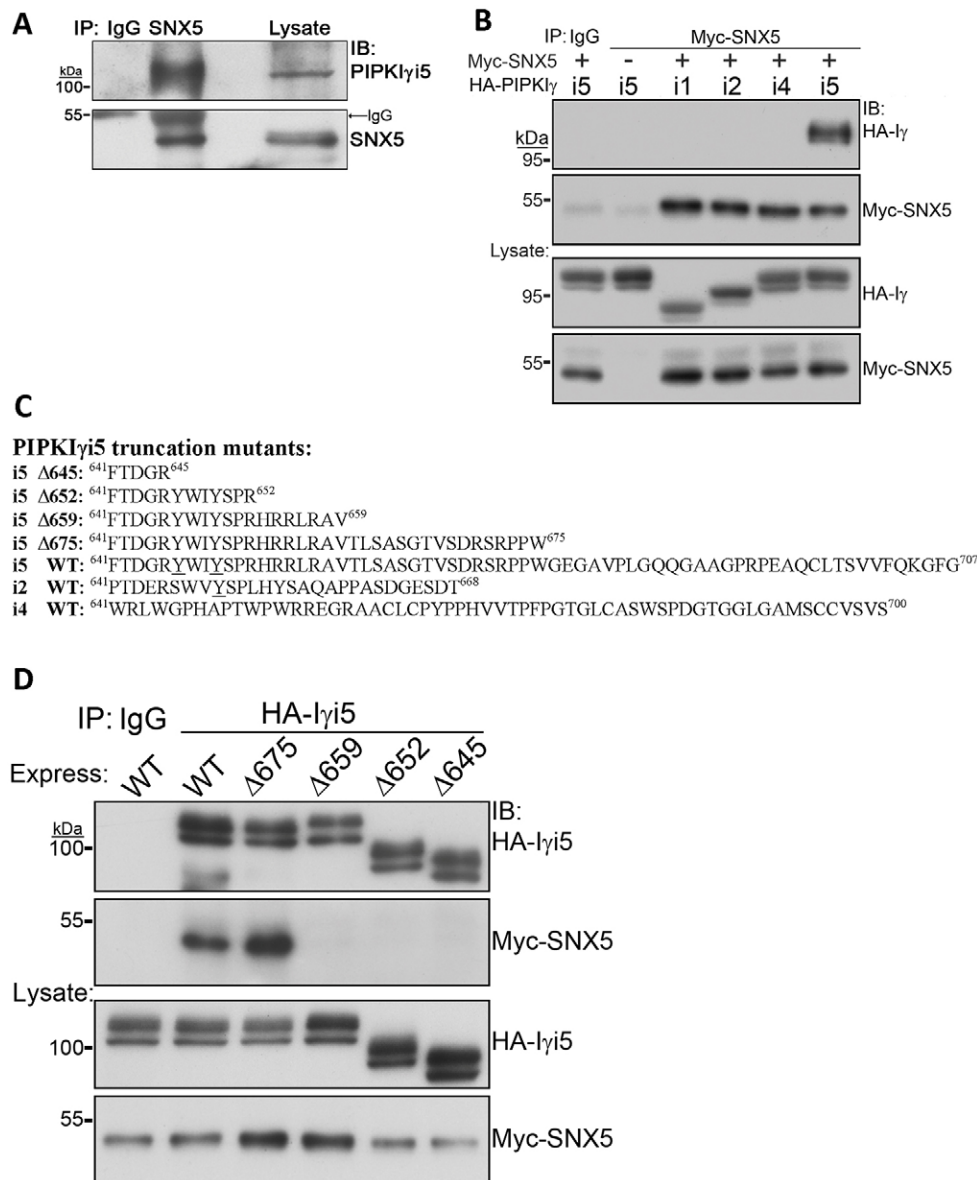 A
IP: IgG SNX5 Lysate
IB:
PIPKIγi5
kDa
100-
55-
←IgG
SNX5
B
IP: IgG Myc-SNX5
Myc-SNX5 + - + + + +
HA-PIPKIγ i5 i5 i1 i2 i4 i5
IB:
HA-Iγ
kDa
95-
55-
Myc-SNX5
Lysate:
95-
HA-Iγ
55-
Myc-SNX5
C
PIPKIγi5 truncation mutants:
i5 Δ645: 641FTDGR645
i5 Δ652: 641FTDGRYWIYSPR652
i5 Δ659: 641FTDGRYWIYSPRHRRLRAV659
i5 Δ675: 641FTDGRYWIYSPRHRRLRAVTLSASGTVSDRSRPPW675
i5 WT: 641FTDGRYWIYSPRHRRLRAVTLSASGTVSDRSRPPWGEGAVPLGQQGAAGPRPEAQCLTSVVFQKGFG707
i2 WT: 641PTDERSWVYSPLHYSAQAPPASDGESDT668
i4 WT: 641WRLWGPHAPTWPWRREGRAACLCPYPPHVVTPFPGTGLCASWSPDGTGGLGAMSCCVSVS700
D
IP: IgG HA-Iγi5
Express: WT WT Δ675 Δ659 Δ652 Δ645
IB:
kDa
100-
HA-Iγi5
55-
Myc-SNX5
Lysate:
100-
HA-Iγi5
55-
Myc-SNX5